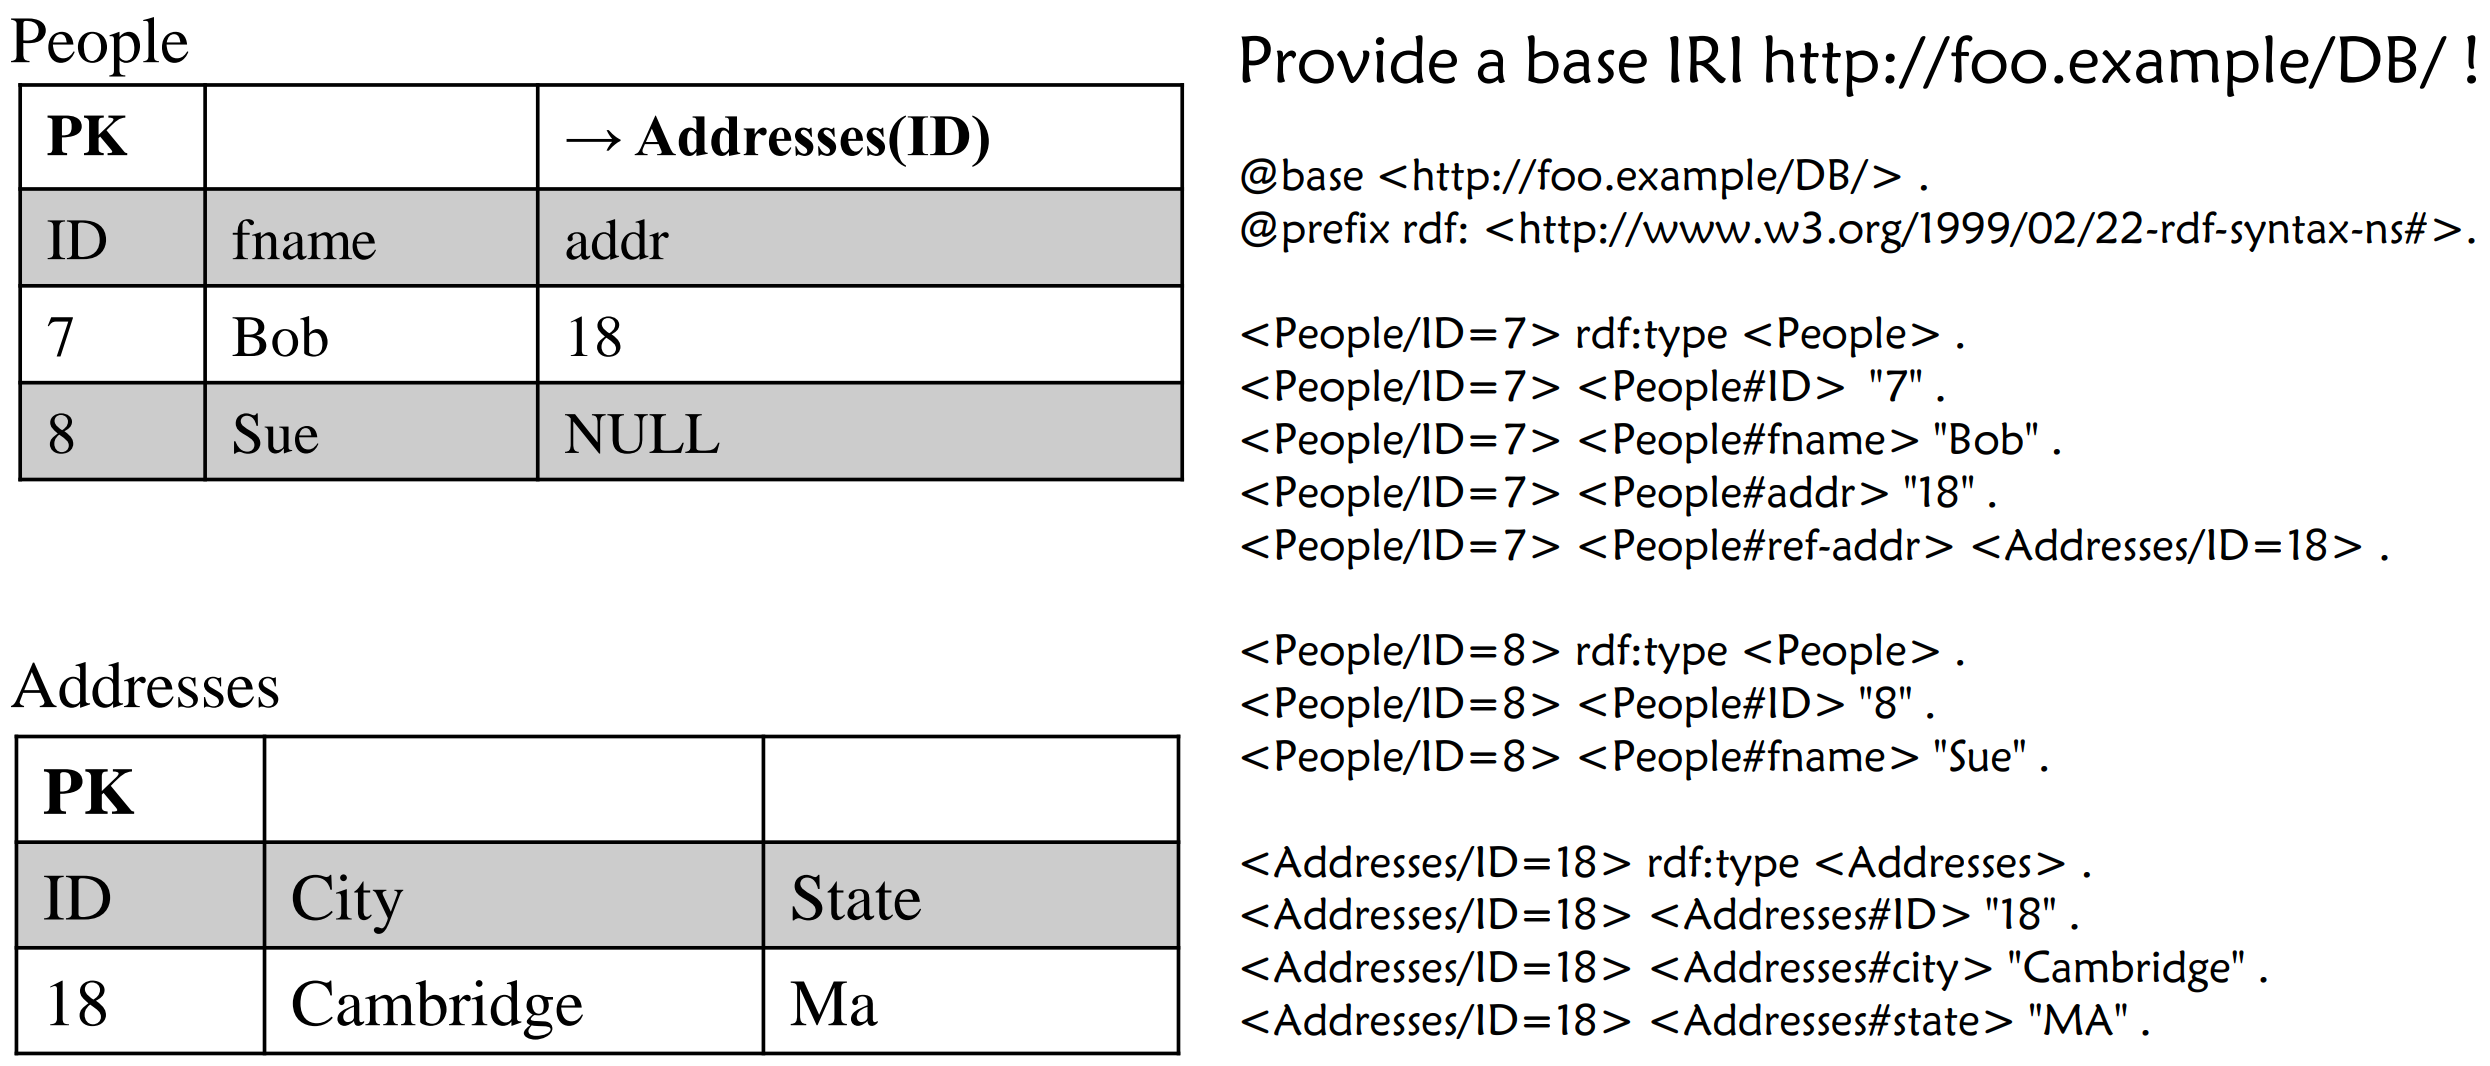 People
PK → Addresses(ID)
ID fname addr
7 Bob 18
8 Sue NULL
Addresses
PK
ID City State
18 Cambridge Ma
Provide a base IRI http://foo.example/DB/ !
@base <http://foo.example/DB/> .
@prefix rdf: <http://www.w3.org/1999/02/22-rdf-syntax-ns#>.
<People/ID=7> rdf:type <People> .
<People/ID=7> <People#ID> "7" .
<People/ID=7> <People#fname> "Bob" .
<People/ID=7> <People#addr> "18" .
<People/ID=7> <People#ref-addr> <Addresses/ID=18> .
<People/ID=8> rdf:type <People> .
<People/ID=8> <People#ID> "8" .
<People/ID=8> <People#fname> "Sue" .
<Addresses/ID=18> rdf:type <Addresses> .
<Addresses/ID=18> <Addresses#ID> "18" .
<Addresses/ID=18> <Addresses#city> "Cambridge" .
<Addresses/ID=18> <Addresses#state> "MA" .